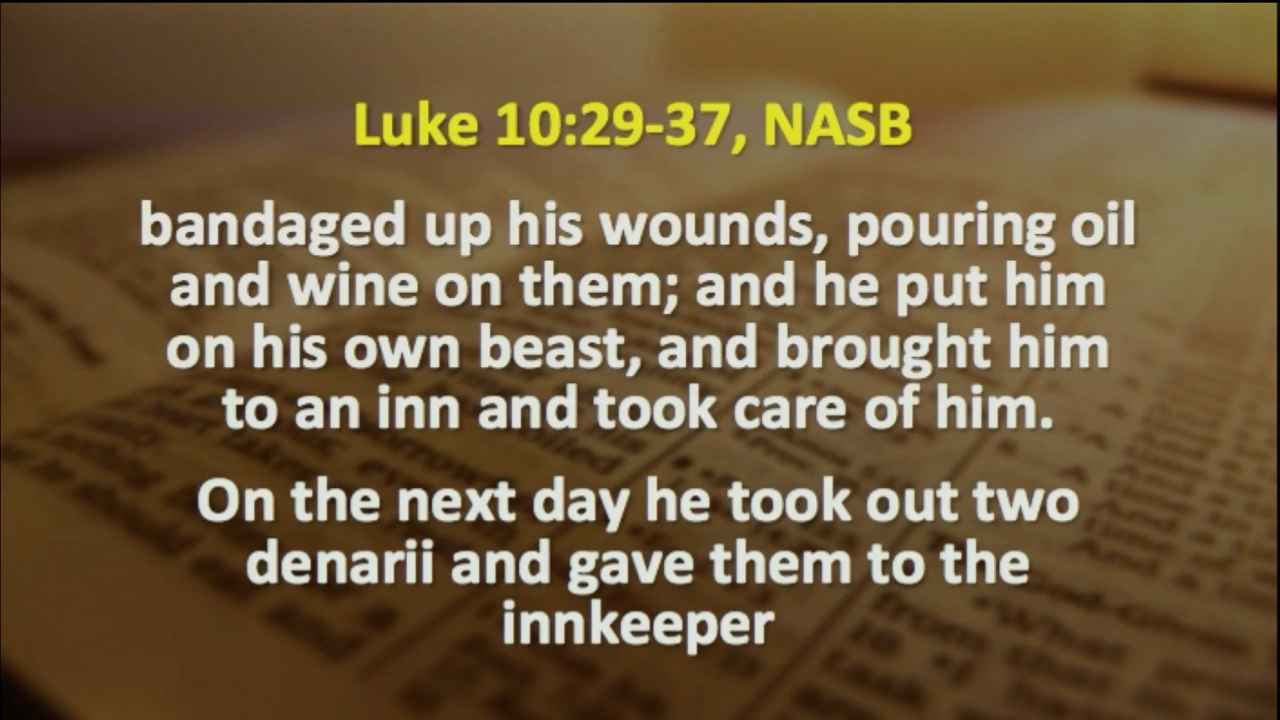 Luke 10:29-37, NASB
bandaged up his wounds, pouring oil
and wine on them; and he put him
on his own beast, and brought him
to an inn and took care of him.
On the next day he took out two
denarii and gave them to the
innkeeper